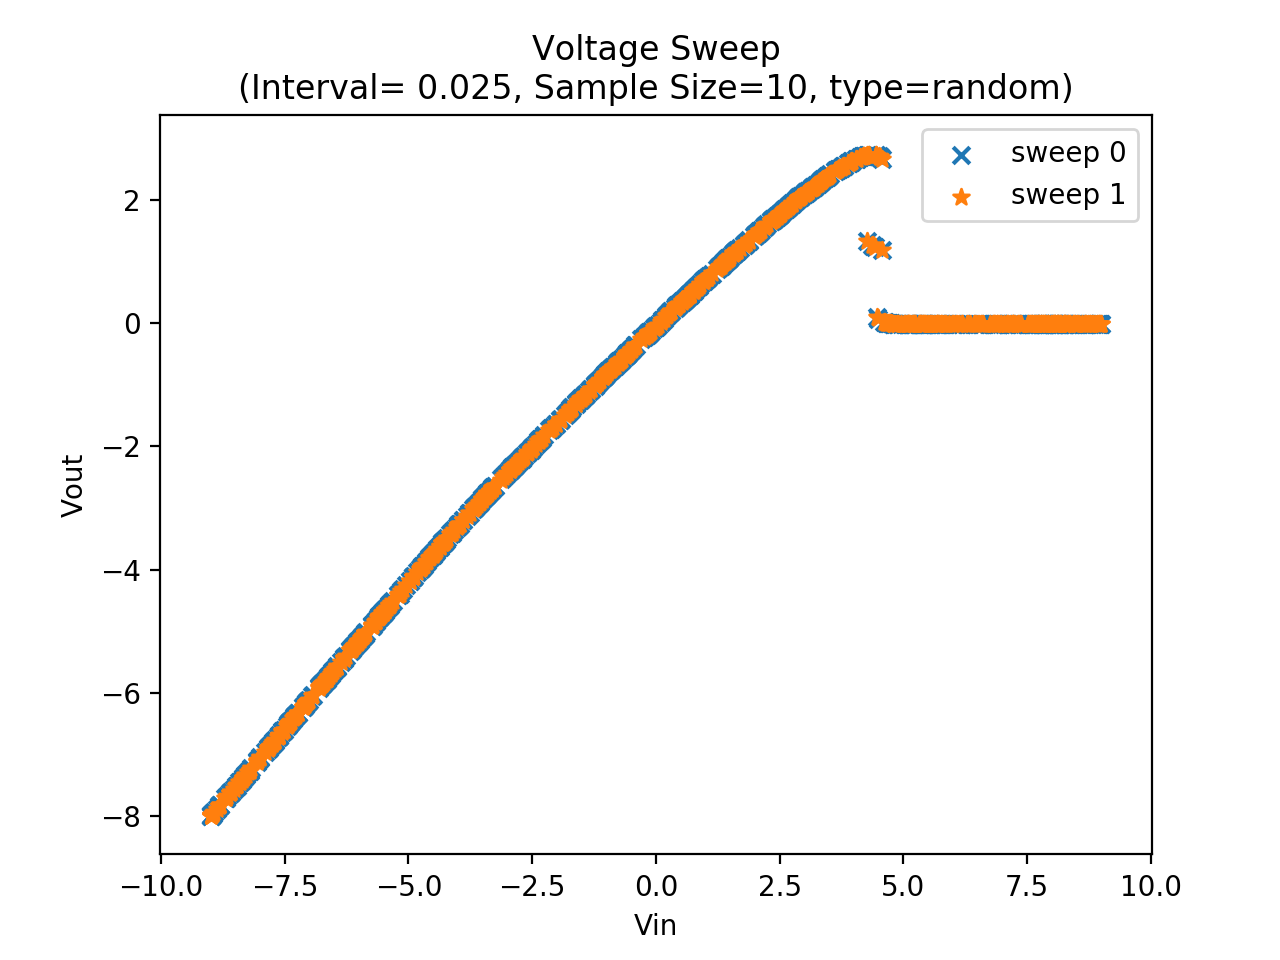 Voltage Sweep
(Interval= 0.025, Sample Size=10, type=random)
sweep 0
sweep 1
Vout
2
0
−2
−4
−6
−8
−10.0 −7.5 −5.0 −2.5 0.0 2.5 5.0 7.5 10.0
Vin